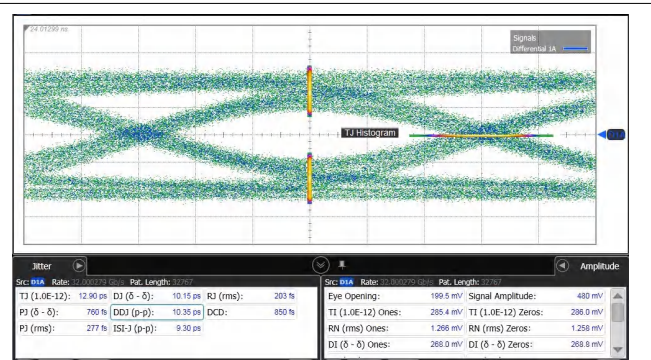 24.01299 ns
Signals
Differential 1A
TJ Histogram
Jitter
Amplitude
Src: D1A Rate: 32.000279 Gb/s Pat. Length: 32767
TJ (1.0E-12): 12.90 ps DJ (δ - δ): 10.15 ps RJ (rms): 203 fs
PJ (δ - δ): 760 fs DDJ (p-p): 10.35 ps DCD: 850 fs
PJ (rms): 277 fs ISI-J (p-p): 9.30 ps
Src: D1A Rate: 32.000279 Gb/s Pat. Length: 32767
Eye Opening: 199.5 mV Signal Amplitude: 480 mV
TI (1.0E-12) Ones: 285.4 mV TI (1.0E-12) Zeros: 286.0 mV
RN (rms) Ones: 1.266 mV RN (rms) Zeros: 1.258 mV
DI (δ - δ) Ones: 268.0 mV DI (δ - δ) Zeros: 268.8 mV